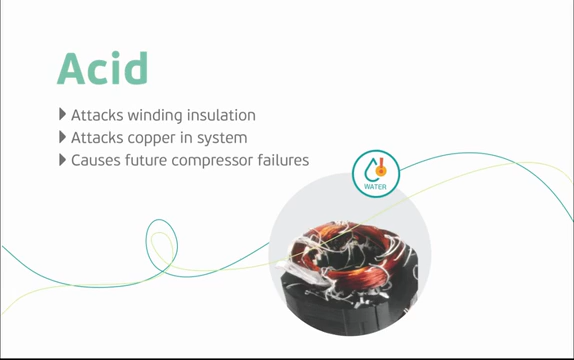 Acid
Attacks winding insulation
Attacks copper in system
Causes future compressor failures
WATER